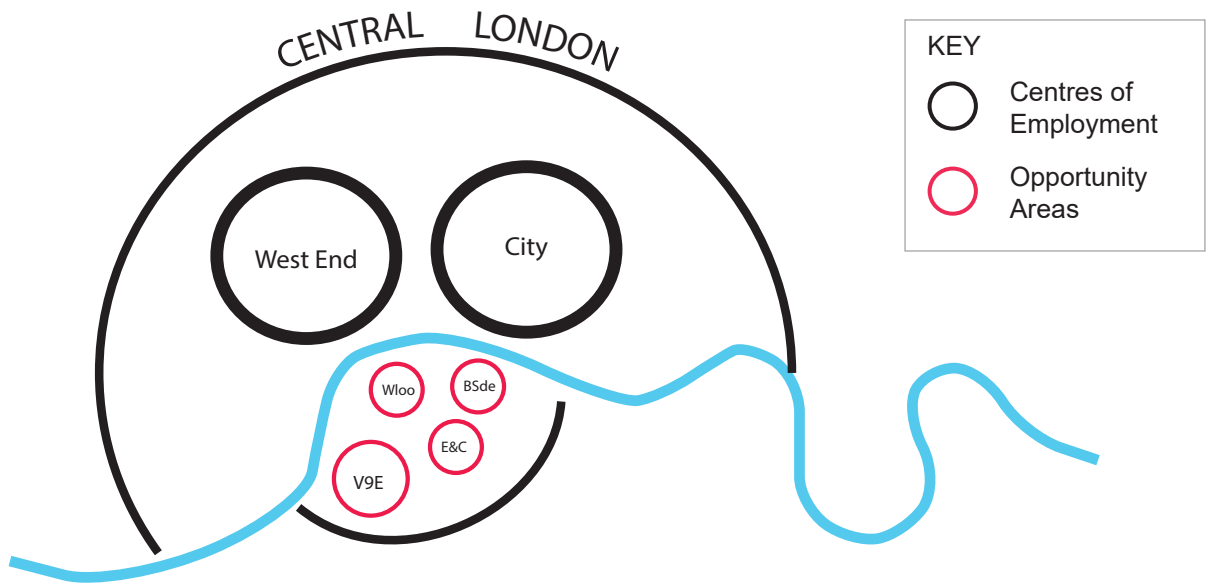 CENTRAL LONDON
KEY
Centres of
Employment
Opportunity
Areas
West End
City
Wloo
BSde
E&C
V9E